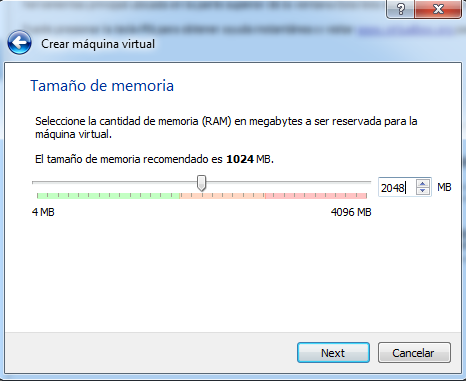 Crear máquina virtual
Tamaño de memoria
Seleccione la cantidad de memoria (RAM) en megabytes a ser reservada para la
máquina virtual.
El tamaño de memoria recomendado es 1024 MB.
2048 MB
4 MB 4096 MB
Next Cancelar